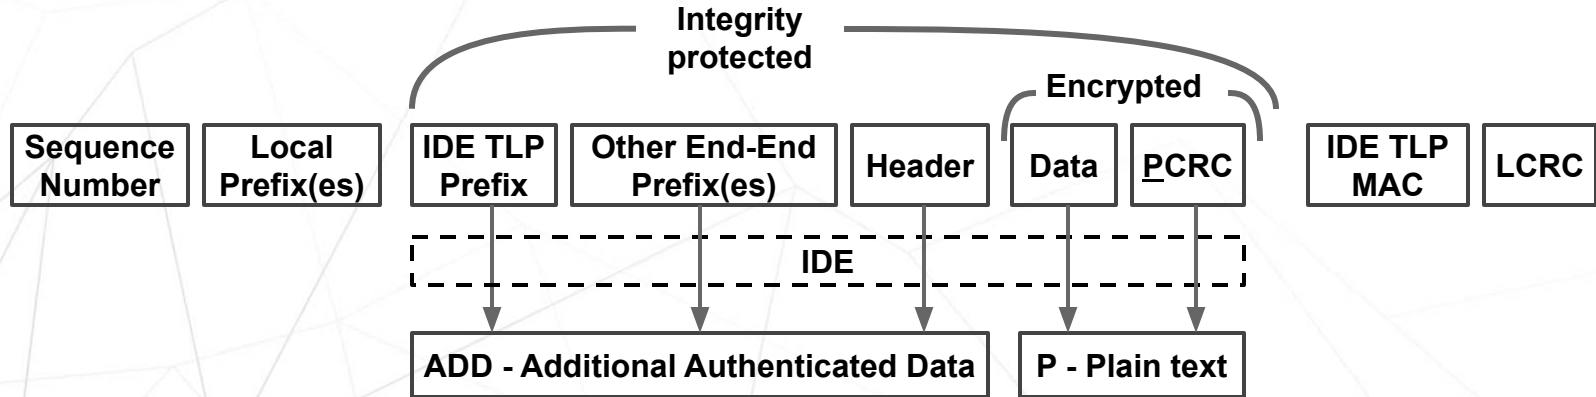 Integrity
protected
Encrypted
Sequence
Number
Local
Prefix(es)
IDE TLP
Prefix
Other End-End
Prefix(es)
Header
Data
PCRC
IDE TLP
MAC
LCRC
IDE
ADD - Additional Authenticated Data
P - Plain text